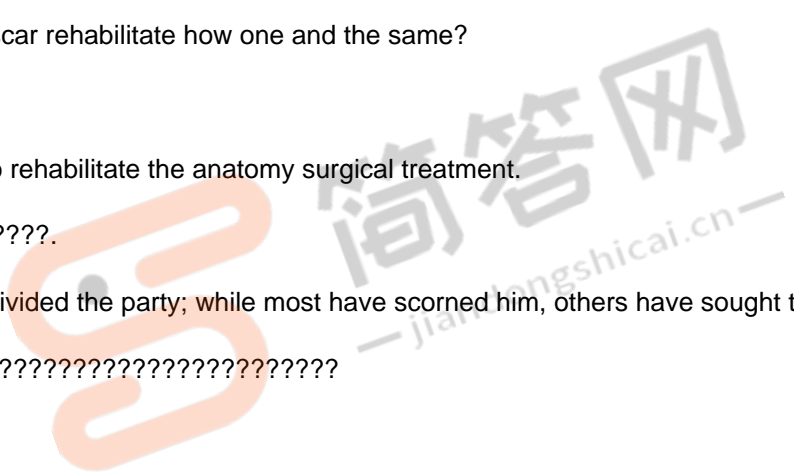 car rehabilitate how one and the same?
rehabilitate the anatomy surgical treatment.
????.
ivided the party; while most have scorned him, others have sought t
???????????????????????
简答网
jiandongshicai.cn